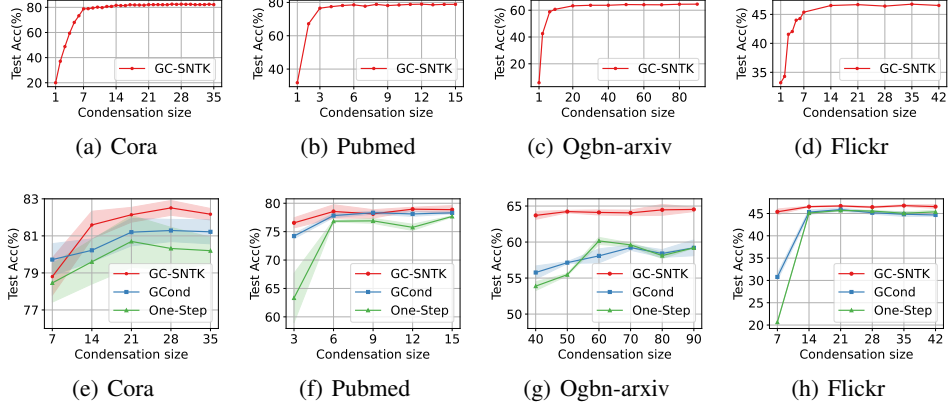 Test Acc(%)
80
60
40
20
1 7 14 21 28 35
Condensation size
GC-SNTK
(a) Cora
Test Acc(%)
80
60
40
1 3 6 9 12 15
Condensation size
GC-SNTK
(b) Pubmed
Test Acc(%)
60
40
20
1 20 40 60 80
Condensation size
GC-SNTK
(c) Ogbn-arxiv
Test Acc(%)
45
40
35
1 7 14 21 28 35 42
Condensation size
GC-SNTK
(d) Flickr
Test Acc(%)
83
81
79
77
7 14 21 28 35
Condensation size
GC-SNTK
GCond
One-Step
(e) Cora
Test Acc(%)
80
75
70
65
60
3 6 9 12 15
Condensation size
GC-SNTK
GCond
One-Step
(f) Pubmed
Test Acc(%)
65
60
55
50
40 50 60 70 80 90
Condensation size
GC-SNTK
GCond
One-Step
(g) Ogbn-arxiv
Test Acc(%)
45
40
35
30
25
20
7 14 21 28 35 42
Condensation size
GC-SNTK
GCond
One-Step
(h) Flickr